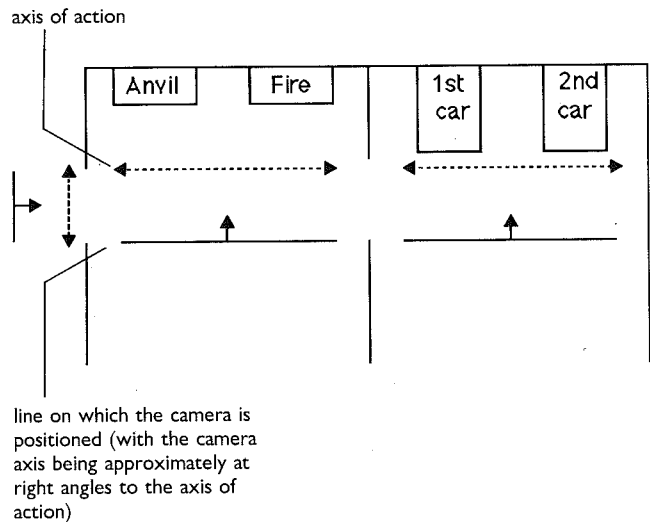 axis of action
Anvil
Fire
1st
car
2nd
car
line on which the camera is
positioned (with the camera
axis being approximately at
right angles to the axis of
action)